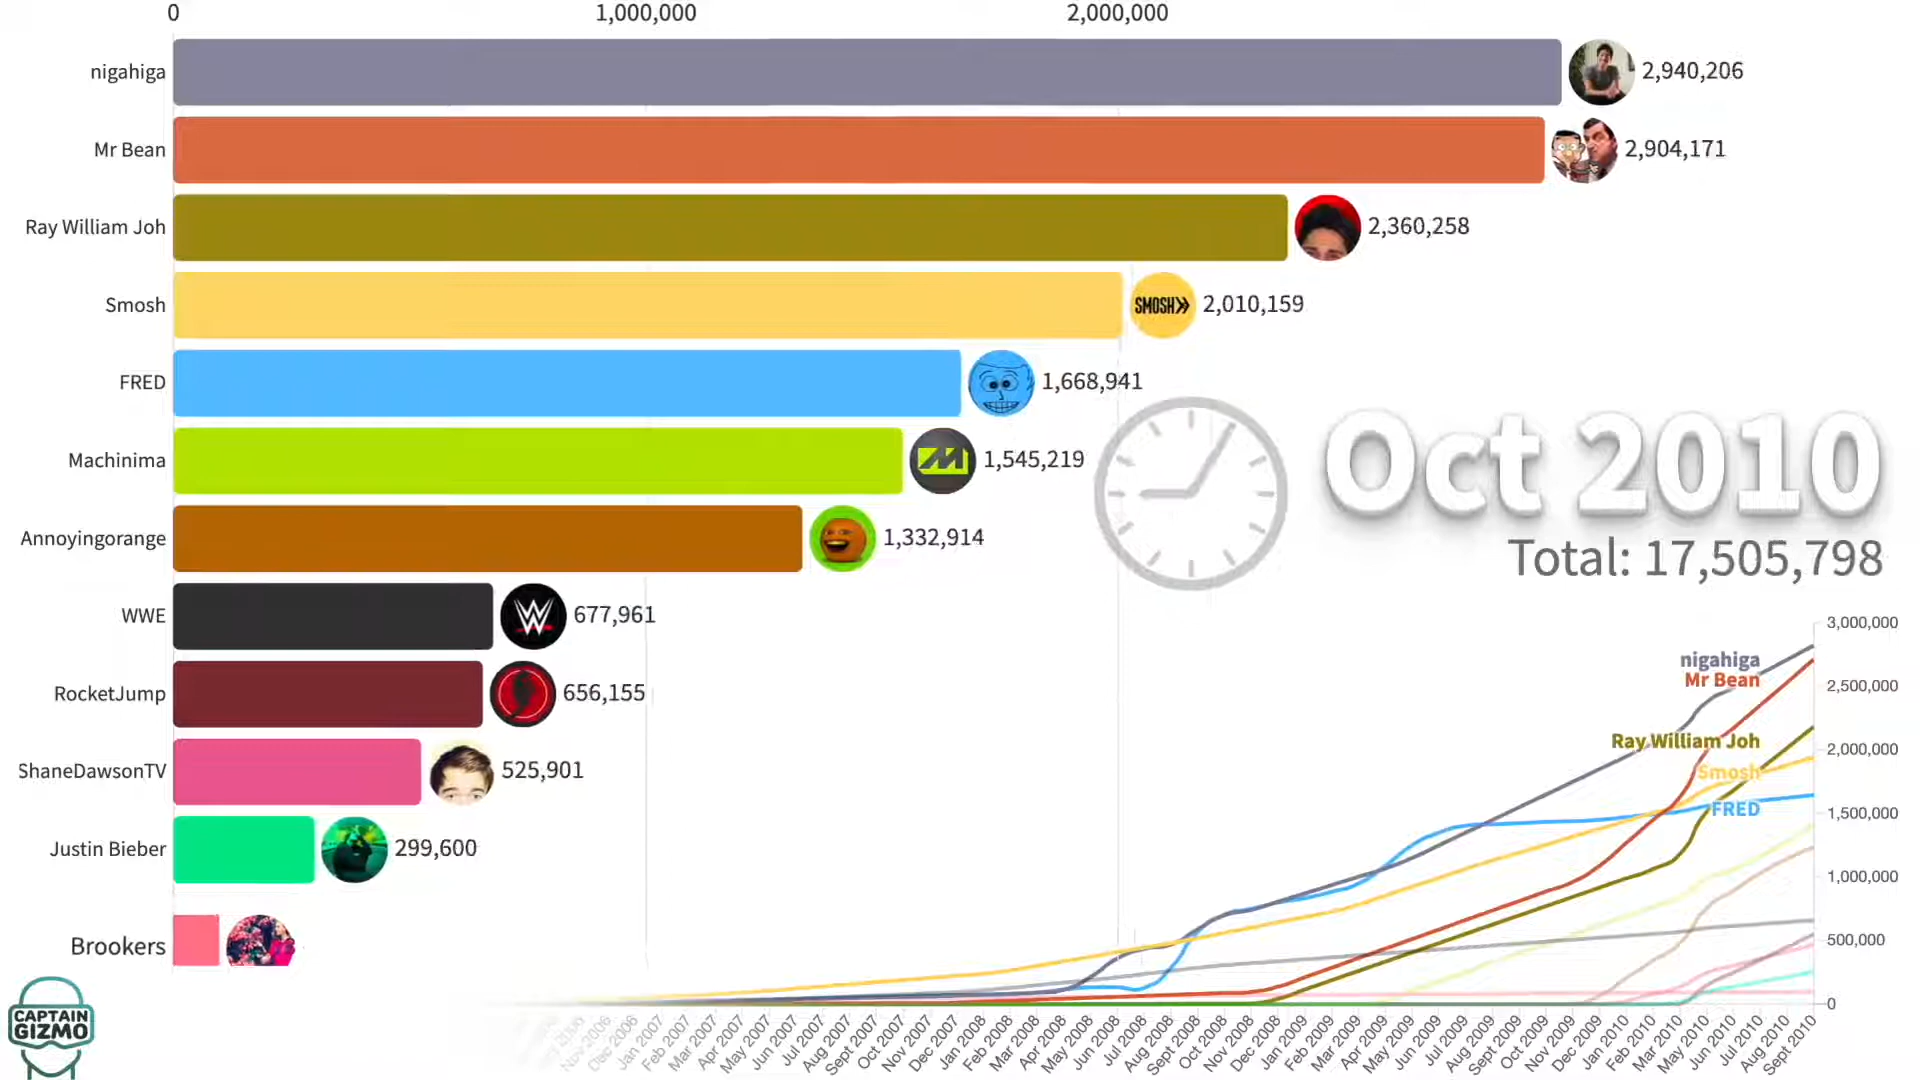 0 1,000,000 2,000,000
nigahiga 2,940,206
Mr Bean 2,904,171
Ray William Joh 2,360,258
Smosh SMOSH 2,010,159
FRED 1,668,941
Machinima 1,545,219
Annoyingorange 1,332,914
WWE 677,961
RocketJump 656,155
ShaneDawsonTV 525,901
Justin Bieber 299,600
Brookers
Oct 2010
Total: 17,505,798
3,000,000
2,500,000
2,000,000
1,500,000
1,000,000
500,000
0
nigahiga
Mr Bean
Ray William Joh
Smosh
FRED
Nov 2006
Dec 2006
Jan 2007
Feb 2007
Mar 2007
Apr 2007
May 2007
Jun 2007
Jul 2007
Aug 2007
Sept 2007
Oct 2007
Nov 2007
Dec 2007
Jan 2008
Feb 2008
Mar 2008
Apr 2008
May 2008
Jun 2008
Jul 2008
Aug 2008
Sept 2008
Oct 2008
Nov 2008
Dec 2008
Jan 2009
Feb 2009
Mar 2009
Apr 2009
May 2009
Jun 2009
Jul 2009
Aug 2009
Sept 2009
Oct 2009
Nov 2009
Dec 2009
Jan 2010
Feb 2010
Mar 2010
Apr 2010
May 2010
Jun 2010
Jul 2010
Aug 2010
Sept 2010
CAPTAIN
GIZMO